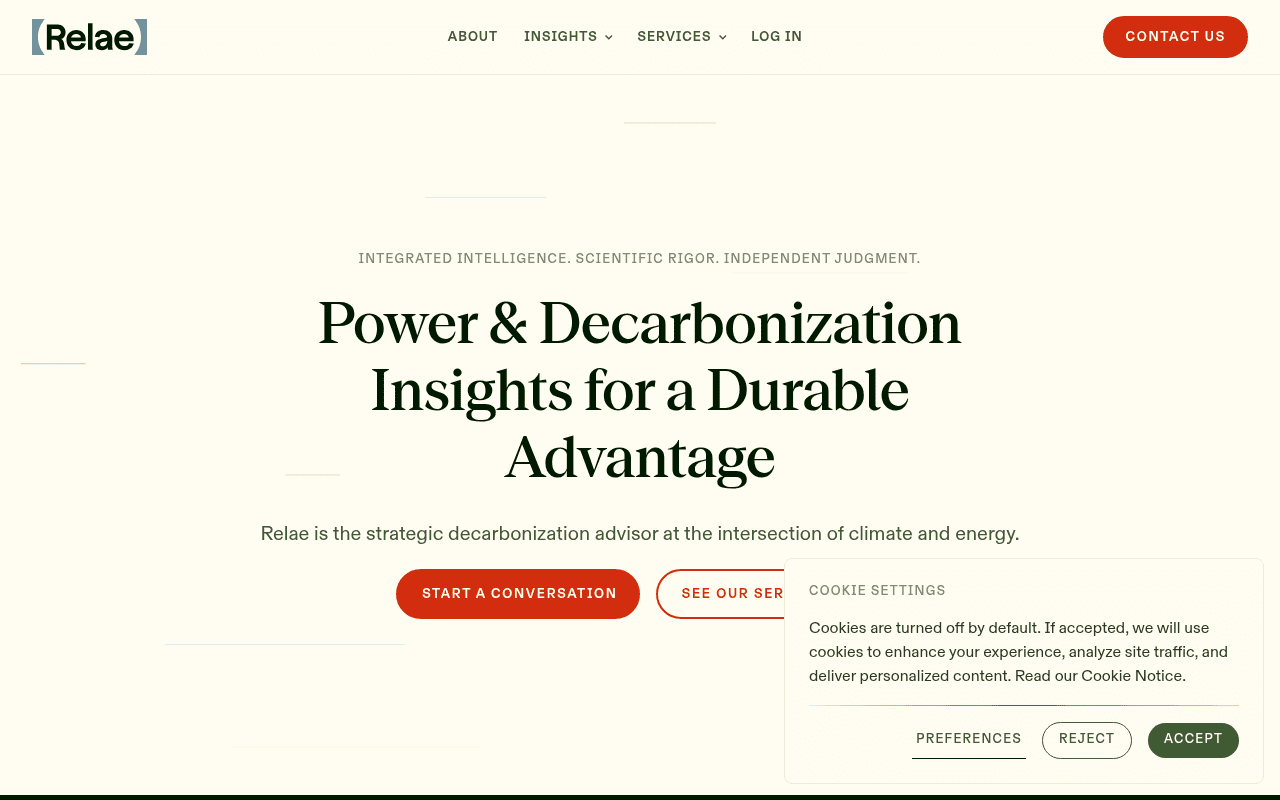 (Relae)
ABOUT INSIGHTS SERVICES LOG IN
CONTACT US
INTEGRATED INTELLIGENCE. SCIENTIFIC RIGOR. INDEPENDENT JUDGMENT.
Power & Decarbonization
Insights for a Durable
Advantage
Relae is the strategic decarbonization advisor at the intersection of climate and energy.
START A CONVERSATION
SEE OUR SER
COOKIE SETTINGS
Cookies are turned off by default. If accepted, we will use
cookies to enhance your experience, analyze site traffic, and
deliver personalized content. Read our Cookie Notice.
PREFERENCES REJECT ACCEPT